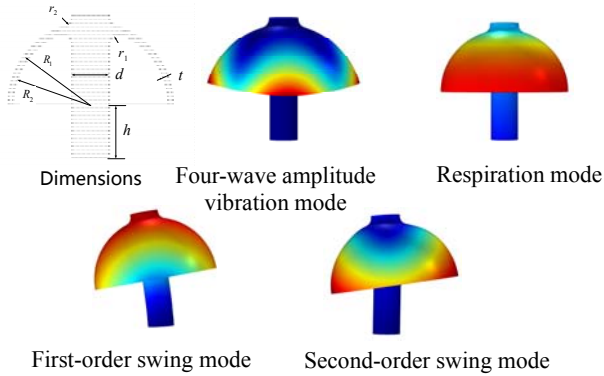 r₂
r₁
R₁
d
t
R₂
h
Dimensions
Four-wave amplitude
vibration mode
Respiration mode
First-order swing mode
Second-order swing mode